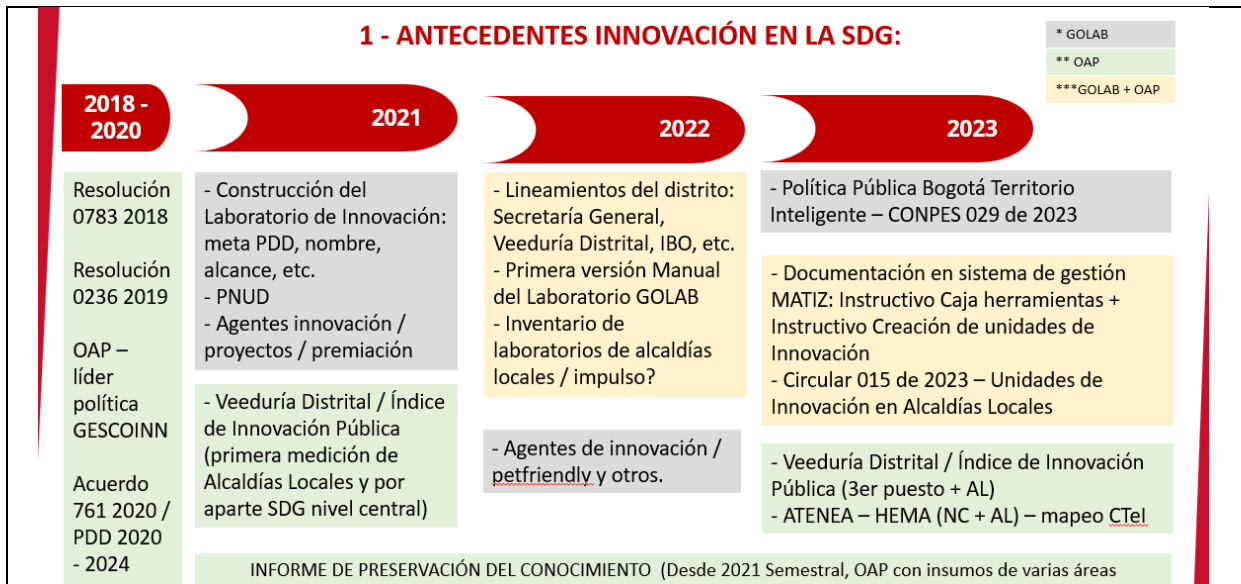 1 - ANTECEDENTES INNOVACIÓN EN LA SDG:
* GOLAB
** OAP
***GOLAB + OAP
2018 -
2020
2021
2022
2023
Resolución
0783 2018
Resolución
0236 2019
OAP –
líder
política
GESCOINN
Acuerdo
761 2020 /
PDD 2020
- 2024
- Construcción del
Laboratorio de Innovación:
meta PDD, nombre,
alcance, etc.
- PNUD
- Agentes innovación /
proyectos / premiación
- Veeduría Distrital / Índice
de Innovación Pública
(primera medición de
Alcaldías Locales y por
aparte SDG nivel central)
- Lineamientos del distrito:
Secretaría General,
Veeduría Distrital, IBO, etc.
- Primera versión Manual
del Laboratorio GOLAB
- Inventario de
laboratorios de alcaldías
locales / impulso?
- Agentes de innovación /
petfriendly y otros.
- Política Pública Bogotá Territorio
Inteligente – CONPES 029 de 2023
- Documentación en sistema de gestión
MATIZ: Instructivo Caja herramientas +
Instructivo Creación de unidades de
Innovación
- Circular 015 de 2023 – Unidades de
Innovación en Alcaldías Locales
- Veeduría Distrital / Índice de Innovación
Pública (3er puesto + AL)
- ATENEA – HEMA (NC + AL) – mapeo CTeI
INFORME DE PRESERVACIÓN DEL CONOCIMIENTO (Desde 2021 Semestral, OAP con insumos de varias áreas